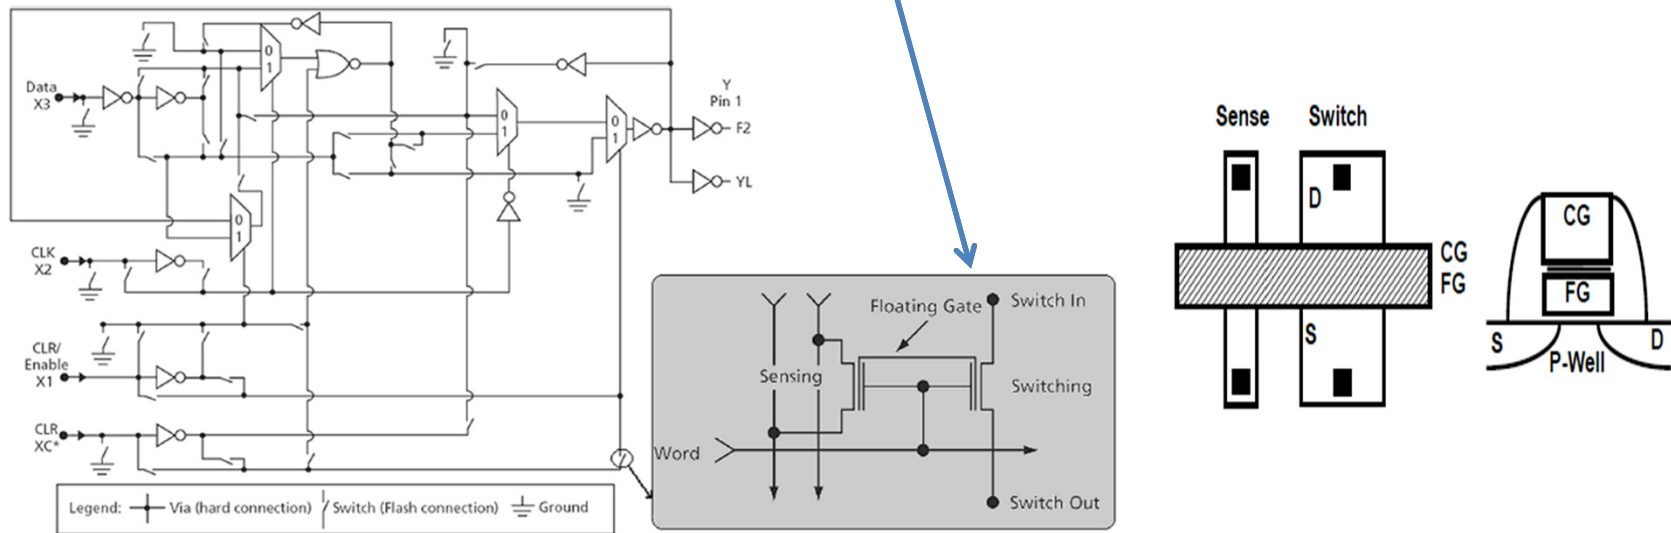 0
1
Data
X3
0
1
0
1
Y
Pin 1
F2
YL
0
1
CLK
X2
CLR/
Enable
X1
CLR
XC*
Legend: Via (hard connection) Switch (Flash connection) Ground
Floating Gate
Switch In
Sensing
Switching
Word
Switch Out
Sense Switch
D
CG
FG
S
CG
FG
S D
P-Well